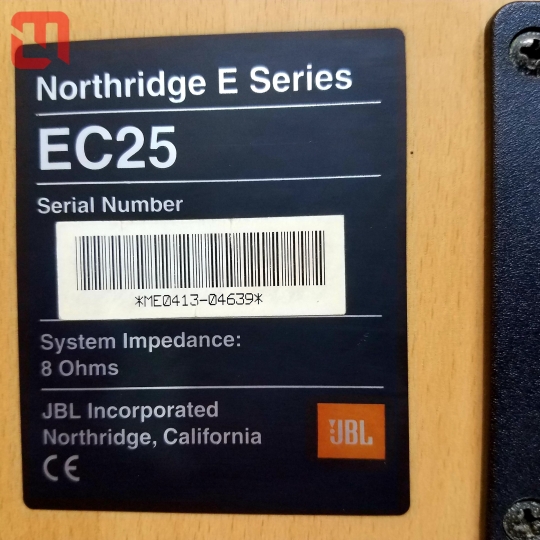 Northridge E Series
EC25
Serial Number
*ME0413-04639*
System Impedance:
8 Ohms
JBL Incorporated
Northridge, California
JBL
CE